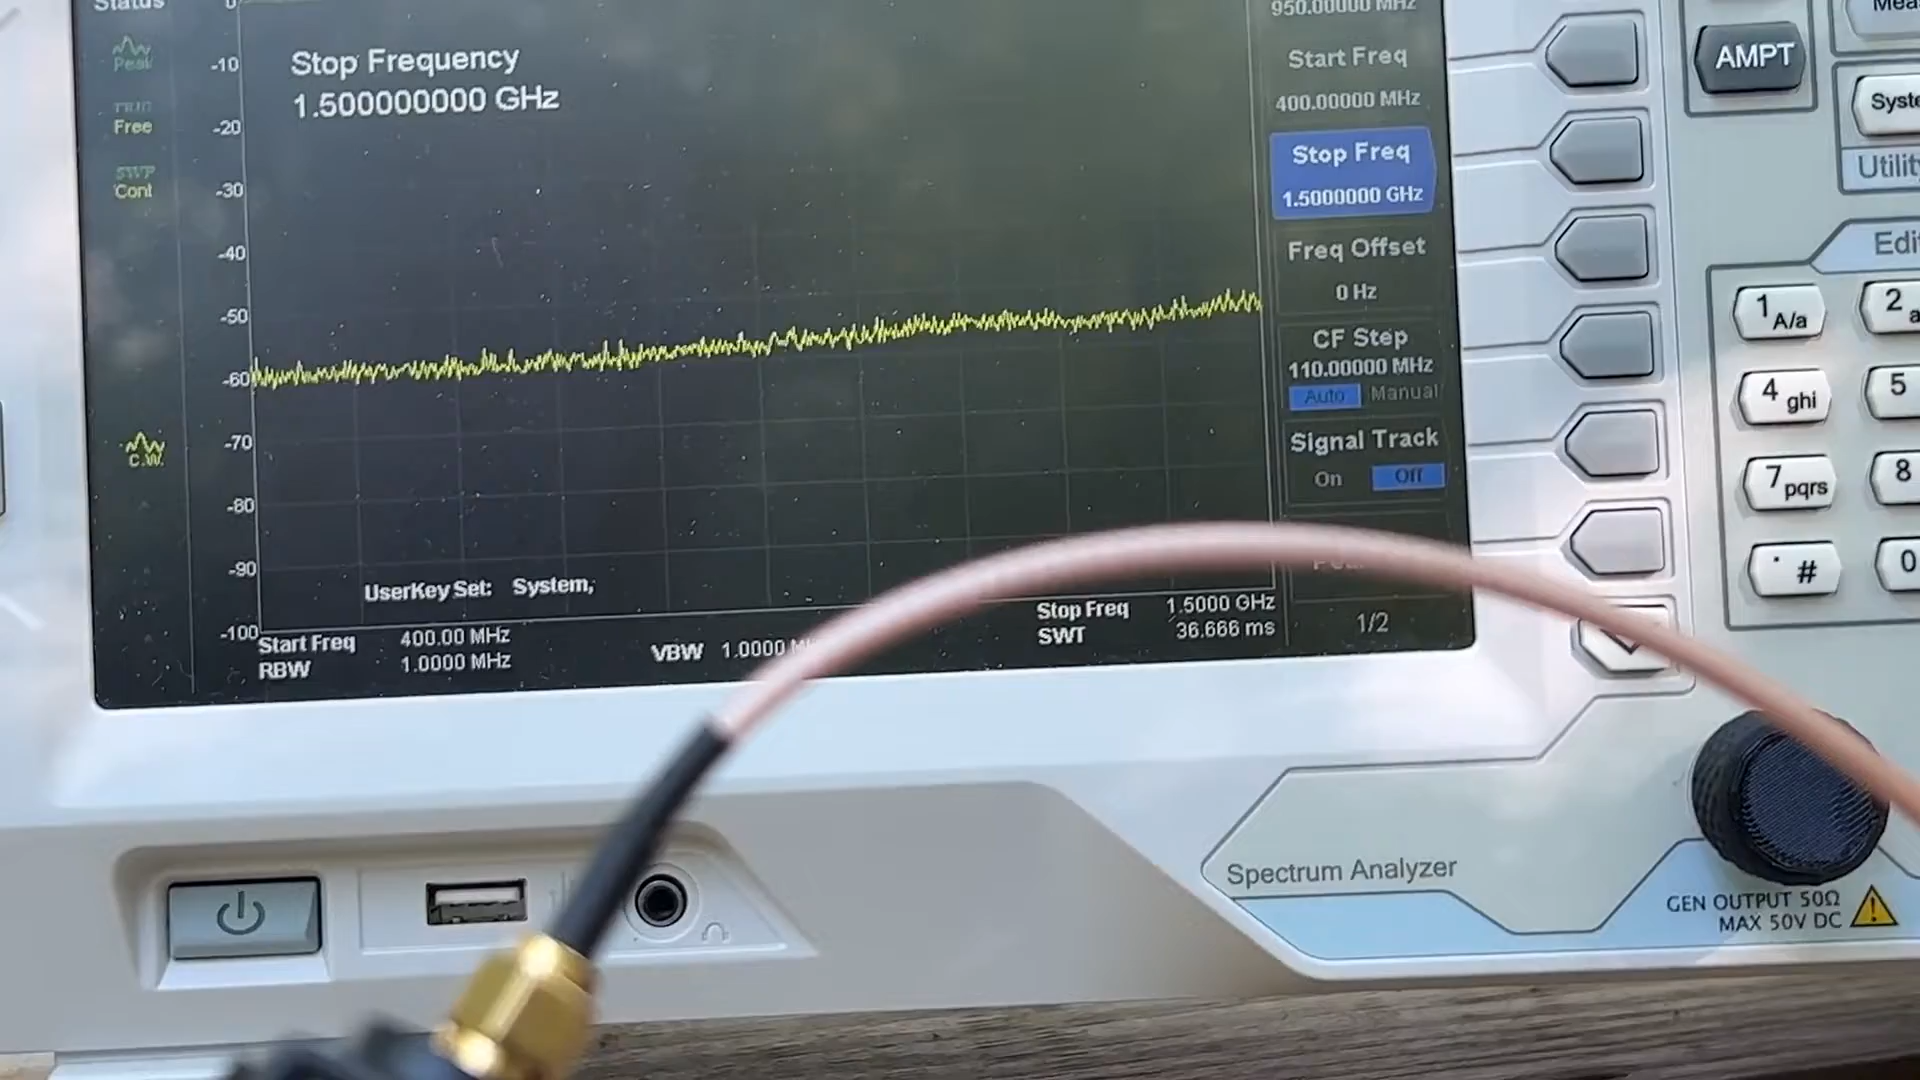 Status
Peak
TRIG
Free
SWP
Cont
C.W.
0
-10
-20
-30
-40
-50
-60
-70
-80
-90
-100
Stop Frequency
1.500000000 GHz
UserKey Set: System,
Start Freq 400.00 MHz
RBW 1.0000 MHz
VBW 1.0000
Stop Freq 1.5000 GHz
SWT 36.666 ms
950.00000 MHz
Start Freq
400.00000 MHz
Stop Freq
1.5000000 GHz
Freq Offset
0 Hz
CF Step
110.00000 MHz
Auto Manual
Signal Track
On Off
1/2
AMPT
Edi
1 A/a
2 a
4 ghi
5
7 pqrs
8
. #
0
Spectrum Analyzer
GEN OUTPUT 50Ω
MAX 50V DC